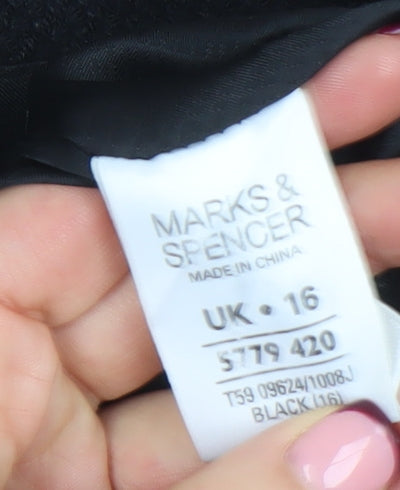 MARKS &
SPENCER
MADE IN CHINA
UK • 16
5779 420
T59 09624/1008J
BLACK (16)